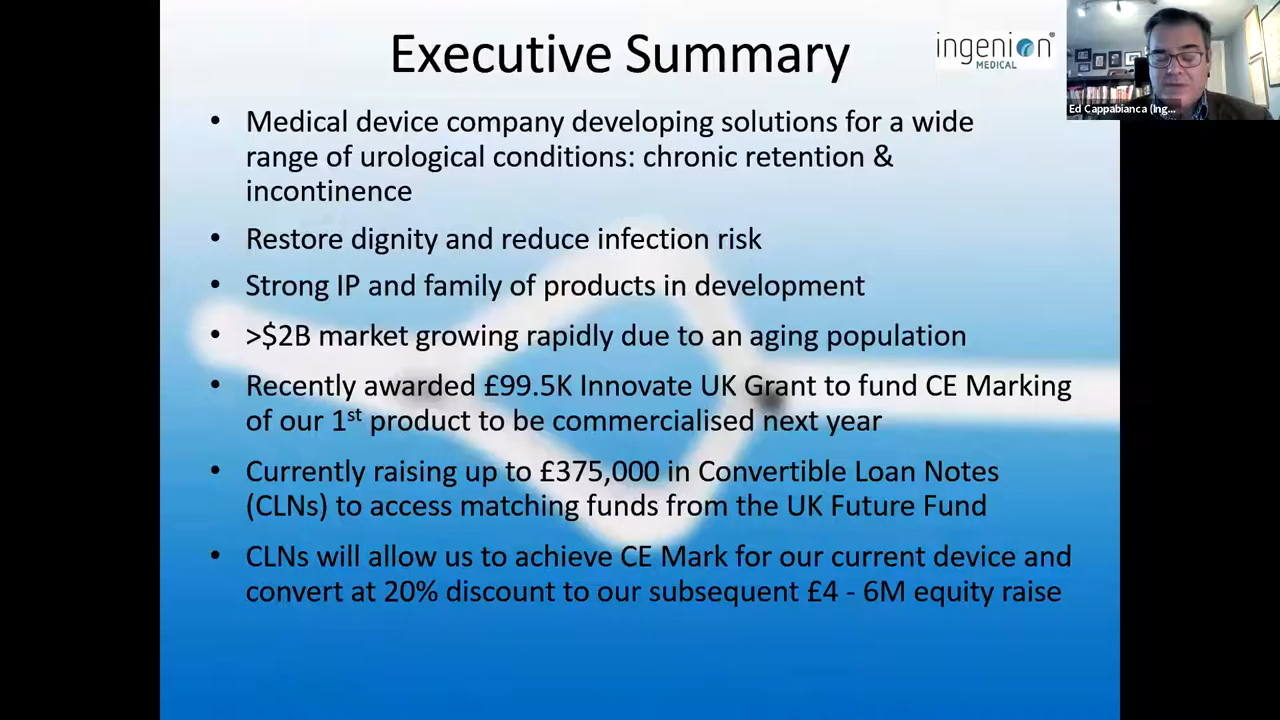 Executive Summary
ingenion®
MEDICAL
Ed Cappabianca (Ing...
• Medical device company developing solutions for a wide
range of urological conditions: chronic retention &
incontinence
• Restore dignity and reduce infection risk
• Strong IP and family of products in development
• >$2B market growing rapidly due to an aging population
• Recently awarded £99.5K Innovate UK Grant to fund CE Marking
of our 1st product to be commercialised next year
• Currently raising up to £375,000 in Convertible Loan Notes
(CLNs) to access matching funds from the UK Future Fund
• CLNs will allow us to achieve CE Mark for our current device and
convert at 20% discount to our subsequent £4 - 6M equity raise